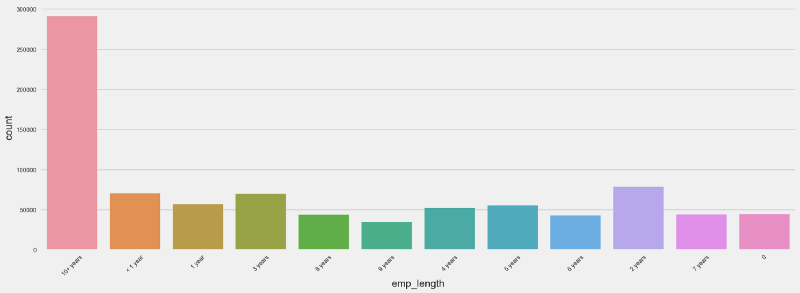 300000
250000
200000
150000
100000
50000
0
count
10+ years
< 1 year
1 year
3 years
8 years
9 years
4 years
5 years
6 years
2 years
7 years
0
emp_length